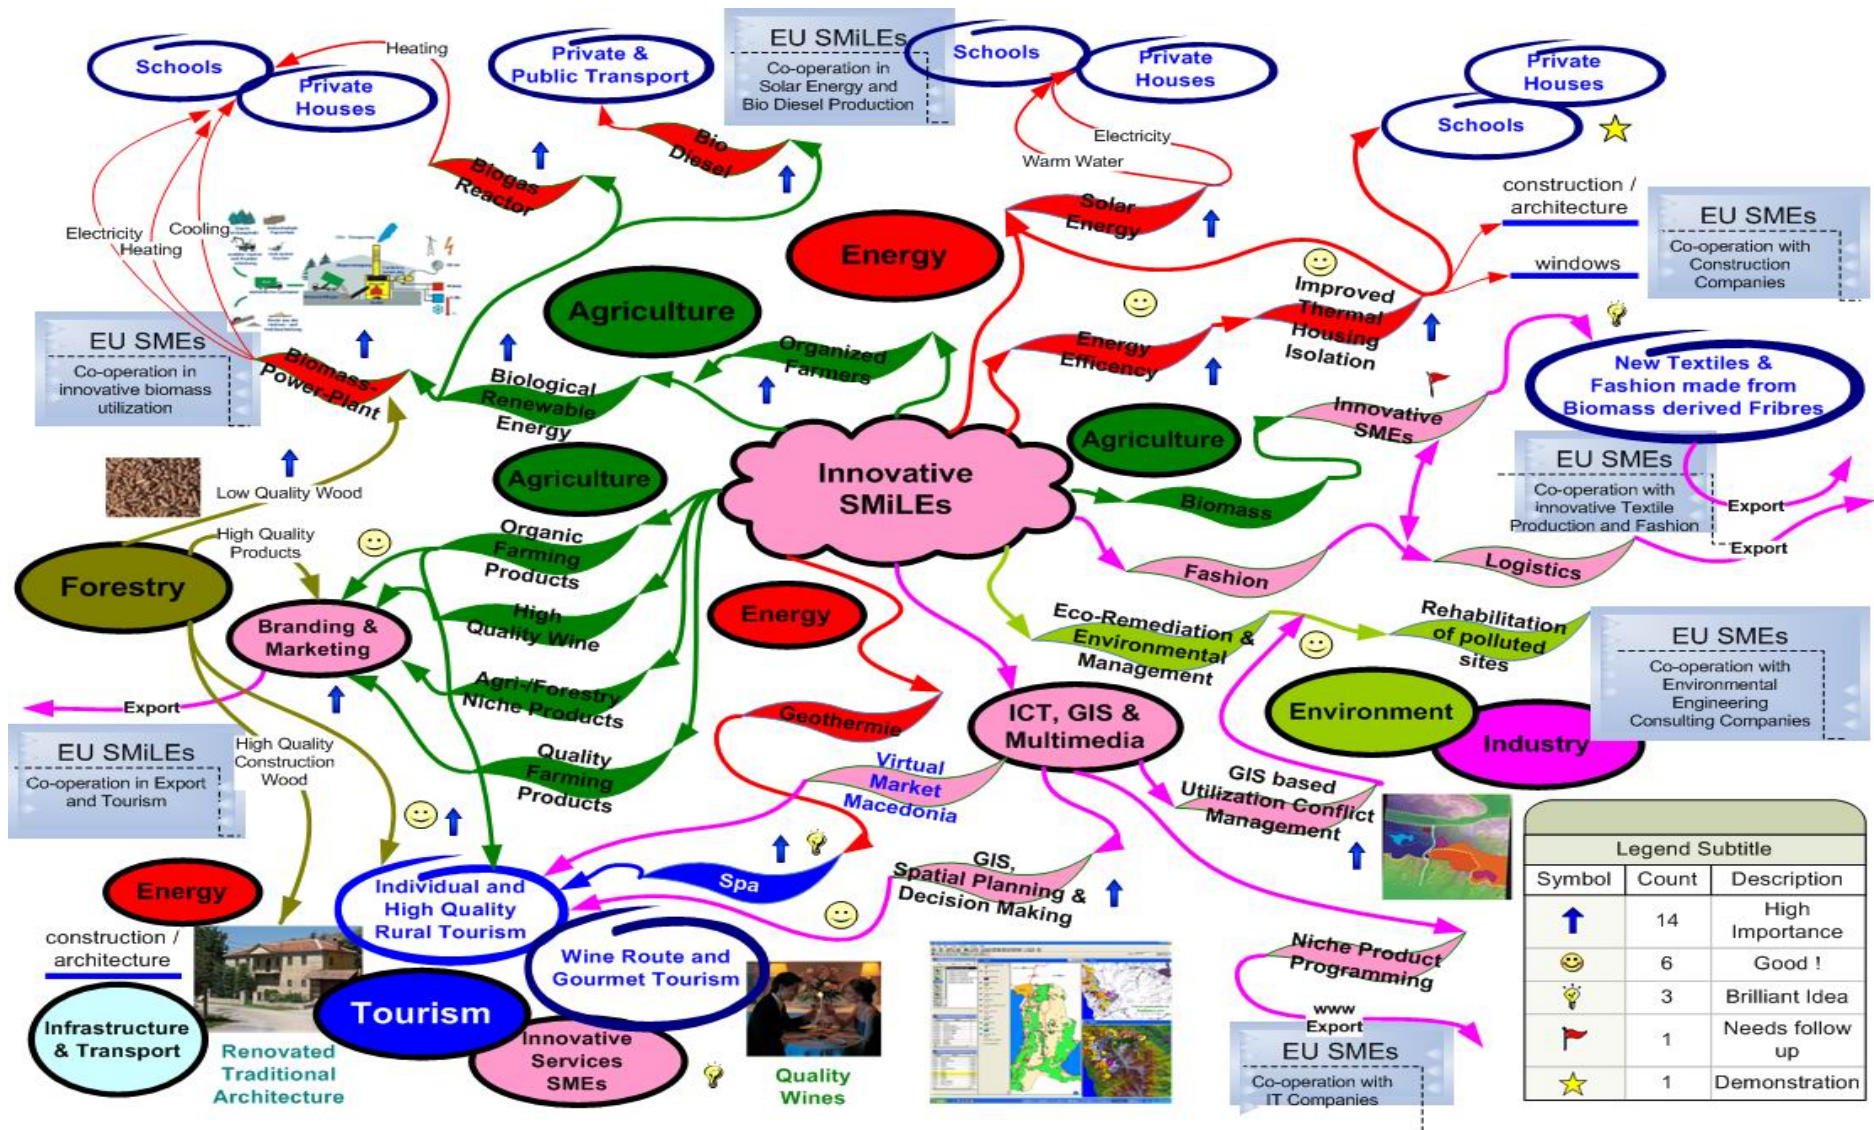 Schools
Private
Houses
Heating
Private &
Public Transport
EU SMiLEs
Co-operation in
Solar Energy and
Bio Diesel Production
Schools
Private
Houses
Private
Houses
Schools
Bio
Diesel
Biogas
Reactor
Electricity
Warm Water
Solar
Energy
construction /
architecture
windows
EU SMEs
Co-operation with
Construction
Companies
Electricity
Heating
Cooling
Energy
Agriculture
Improved
Thermal
Housing
Isolation
Energy
Efficency
EU SMEs
Co-operation in
innovative biomass
utilization
Biomass-
Power-Plant
Biological
Renewable
Energy
Organized
Farmers
New Textiles &
Fashion made from
Biomass derived Fribres
Innovative
SMEs
Agriculture
Innovative
SMiLEs
Agriculture
Biomass
EU SMEs
Co-operation with
innovative Textile
Production and Fashion
Export
Export
Low Quality Wood
High Quality
Products
Forestry
Organic
Farming
Products
High
Quality Wine
Agri-/Forestry
Niche Products
Quality
Farming
Products
Branding &
Marketing
Export
Energy
Fashion
Logistics
Eco-Remediation &
Environmental
Management
Rehabilitation
of polluted
sites
EU SMEs
Co-operation with
Environmental
Engineering
Consulting Companies
Environment
Industry
Geothermie
ICT, GIS &
Multimedia
Virtual
Market
Macedonia
GIS based
Utilization Conflict
Management
EU SMiLEs
Co-operation in Export
and Tourism
High Quality
Construction
Wood
Spa
GIS,
Spatial Planning &
Decision Making
Niche Product
Programming
www
Export
EU SMEs
Co-operation with
IT Companies
Energy
construction /
architecture
Infrastructure
& Transport
Renovated
Traditional
Architecture
Individual and
High Quality
Rural Tourism
Wine Route and
Gourmet Tourism
Tourism
Innovative
Services
SMEs
Quality
Wines
Legend Subtitle
Symbol Count Description
14 High
Importance
6 Good !
3 Brilliant Idea
1 Needs follow
up
1 Demonstration